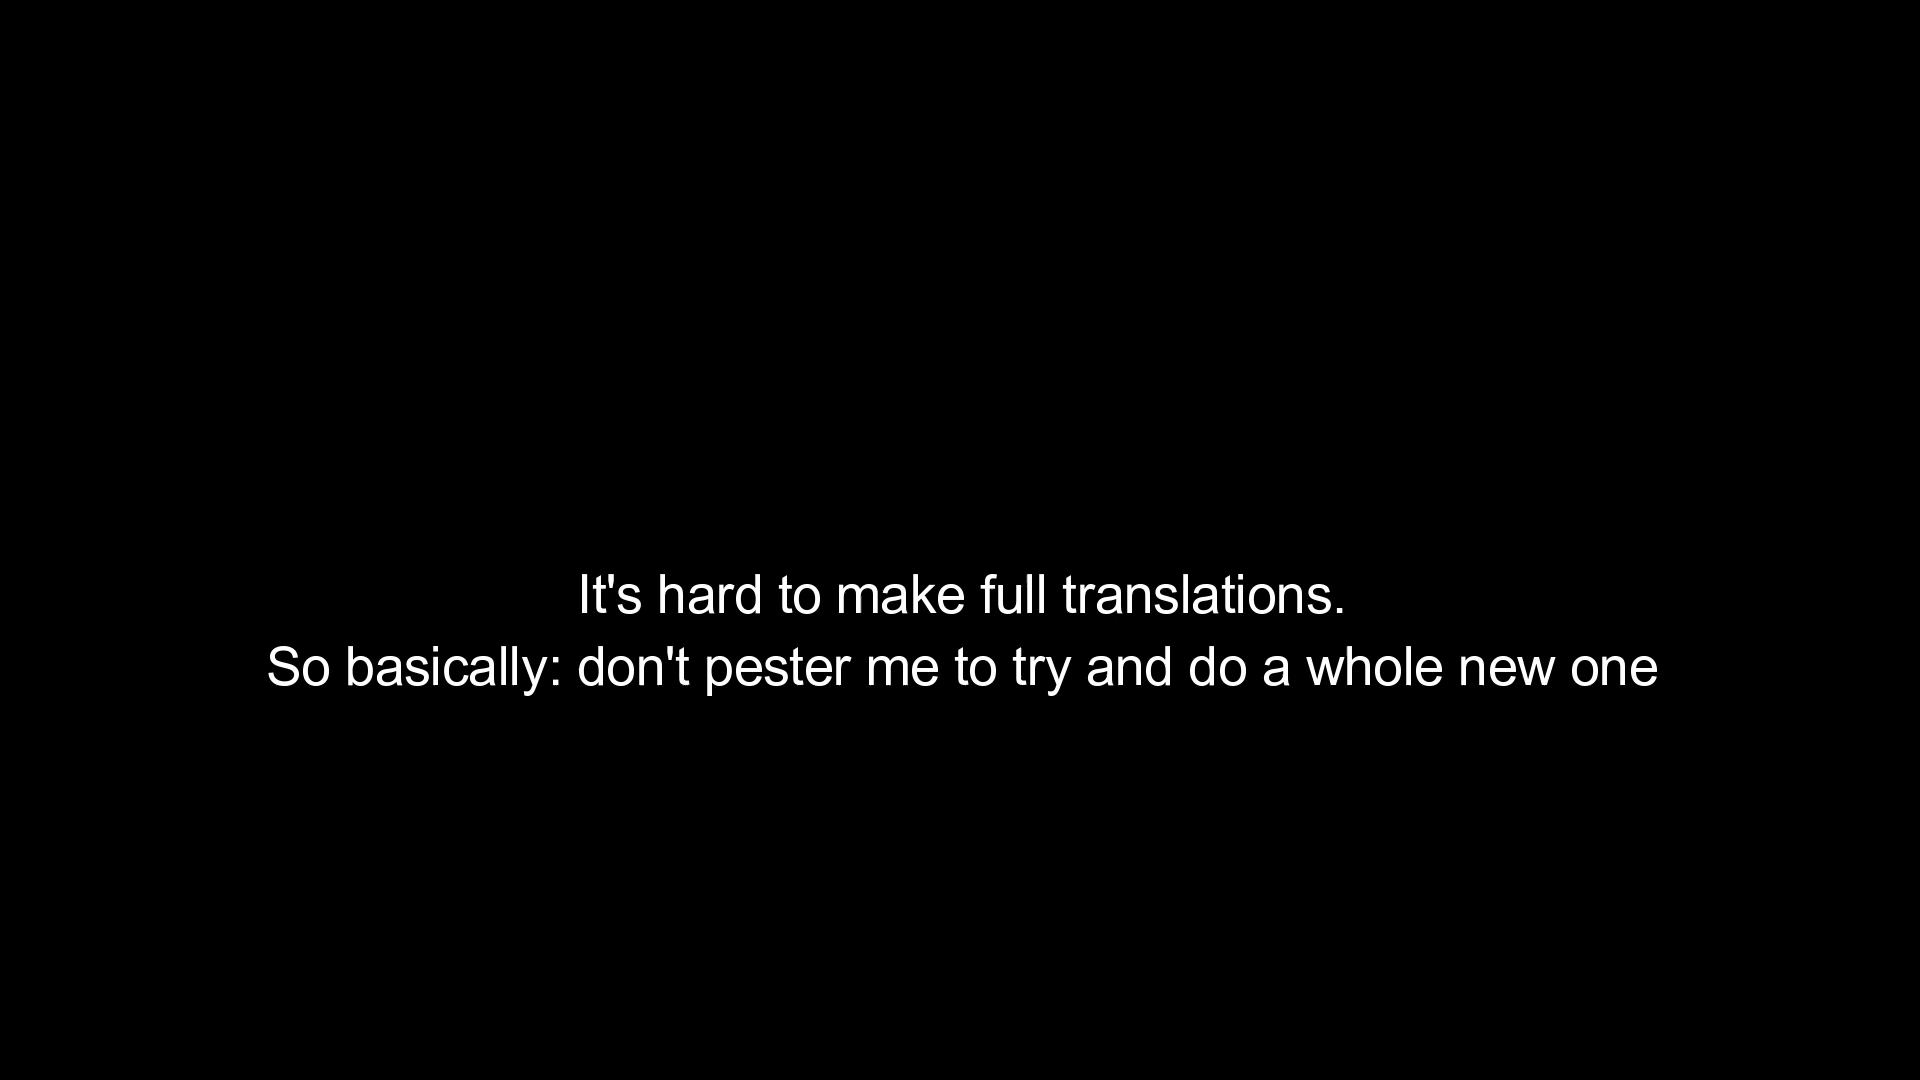 It's hard to make full translations.
So basically: don't pester me to try and do a whole new one